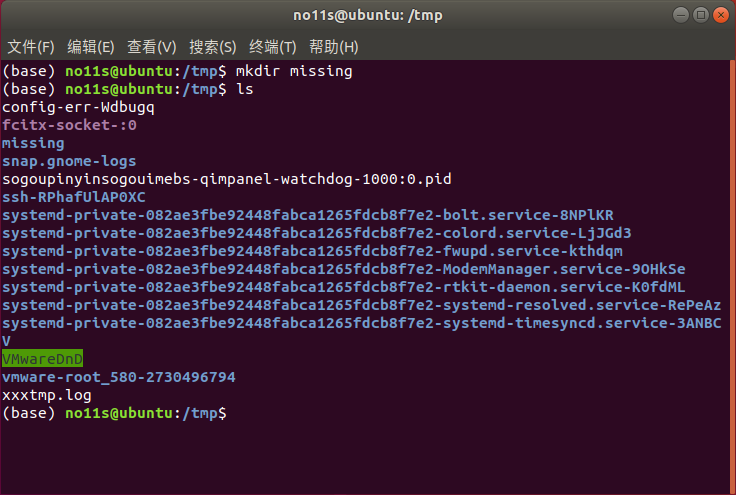 no11s@ubuntu: /tmp
文件(F) 编辑(E) 查看(V) 搜索(S) 终端(T) 帮助(H)
(base) no11s@ubuntu:/tmp$ mkdir missing
(base) no11s@ubuntu:/tmp$ ls
config-err-Wdbugq
fcitx-socket-:0
missing
snap.gnome-logs
sogoupinyinsogouimebs-qimpanel-watchdog-1000:0.pid
ssh-RPhafUlAP0XC
systemd-private-082ae3fbe92448fabca1265fdcb8f7e2-bolt.service-8NPlKR
systemd-private-082ae3fbe92448fabca1265fdcb8f7e2-colord.service-LjJGd3
systemd-private-082ae3fbe92448fabca1265fdcb8f7e2-fwupd.service-kthdqm
systemd-private-082ae3fbe92448fabca1265fdcb8f7e2-ModemManager.service-9OHkSe
systemd-private-082ae3fbe92448fabca1265fdcb8f7e2-rtkit-daemon.service-K0fdML
systemd-private-082ae3fbe92448fabca1265fdcb8f7e2-systemd-resolved.service-RePeAz
systemd-private-082ae3fbe92448fabca1265fdcb8f7e2-systemd-timesyncd.service-3ANBC
V
VMwareDnD
vmware-root_580-2730496794
xxxtmp.log
(base) no11s@ubuntu:/tmp$